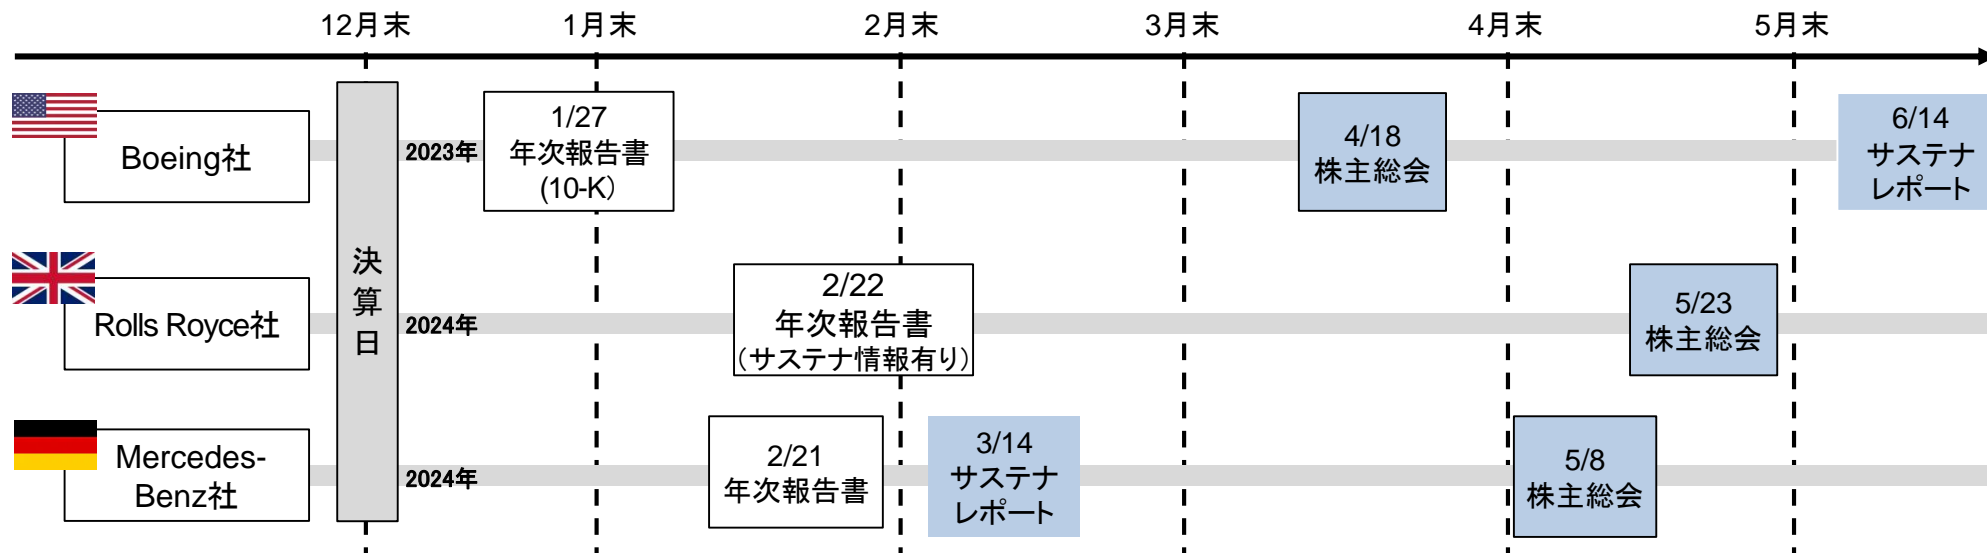 12月末
1月末
2月末
3月末
4月末
5月末
Boeing社
2023年
1/27
年次報告書
(10-K)
4/18
株主総会
6/14
サステナ
レポート
決
算
日
Rolls Royce社
2024年
2/22
年次報告書
(サステナ情報有り)
5/23
株主総会
Mercedes-
Benz社
2024年
2/21
年次報告書
3/14
サステナ
レポート
5/8
株主総会